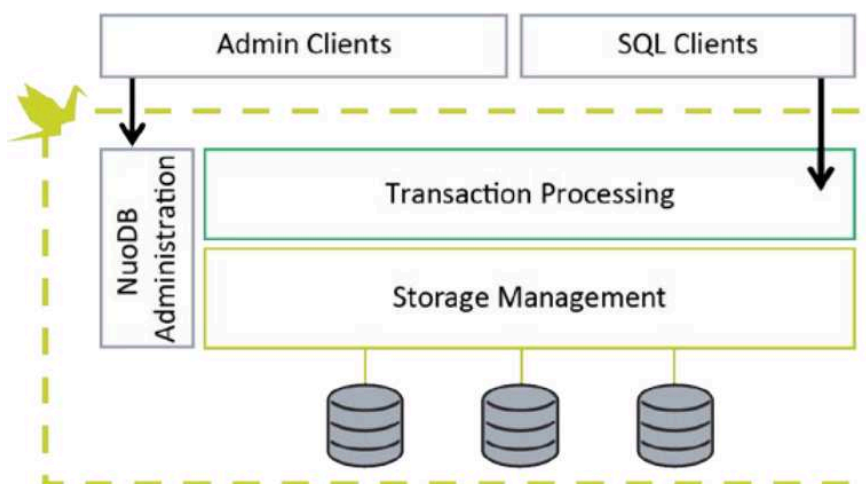 Admin Clients
SQL Clients
NuoDB
Administration
Transaction Processing
Storage Management